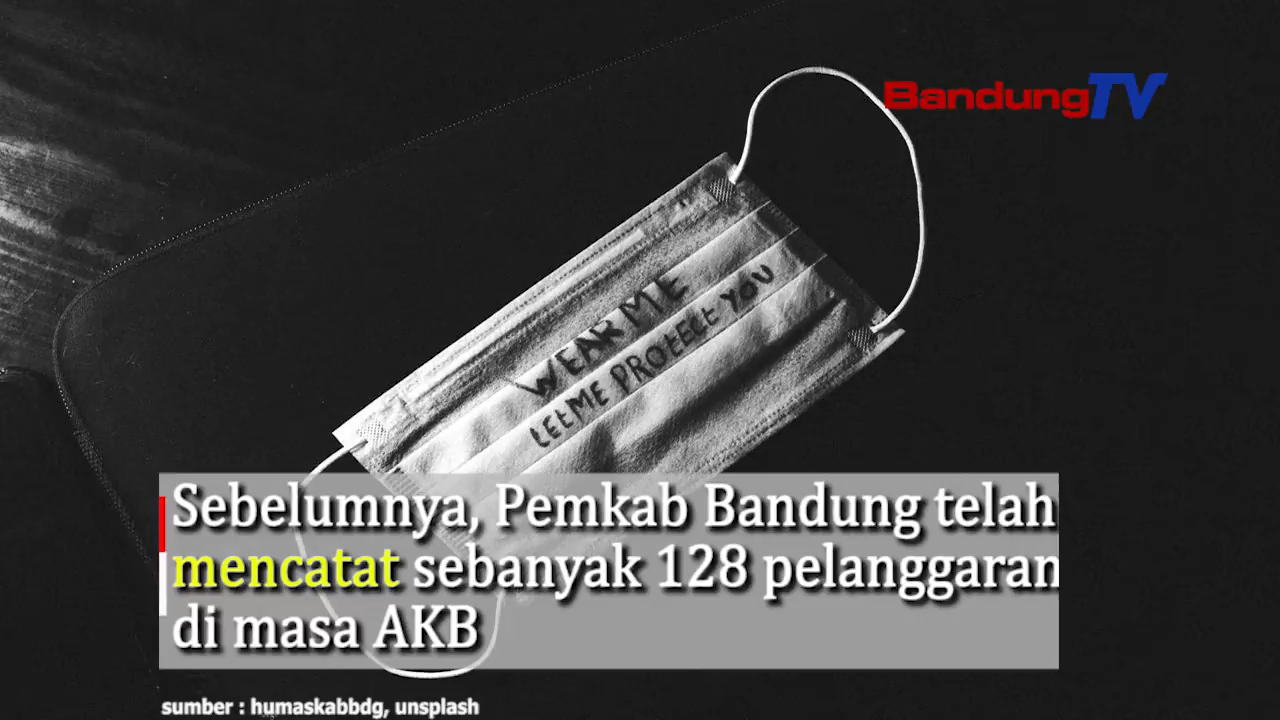 BandungTV
WEAR ME
LET ME PROTECT YOU
Sebelumnya, Pemkab Bandung telah
mencatat sebanyak 128 pelanggaran
di masa AKB
sumber : humaskabbdg, unsplash